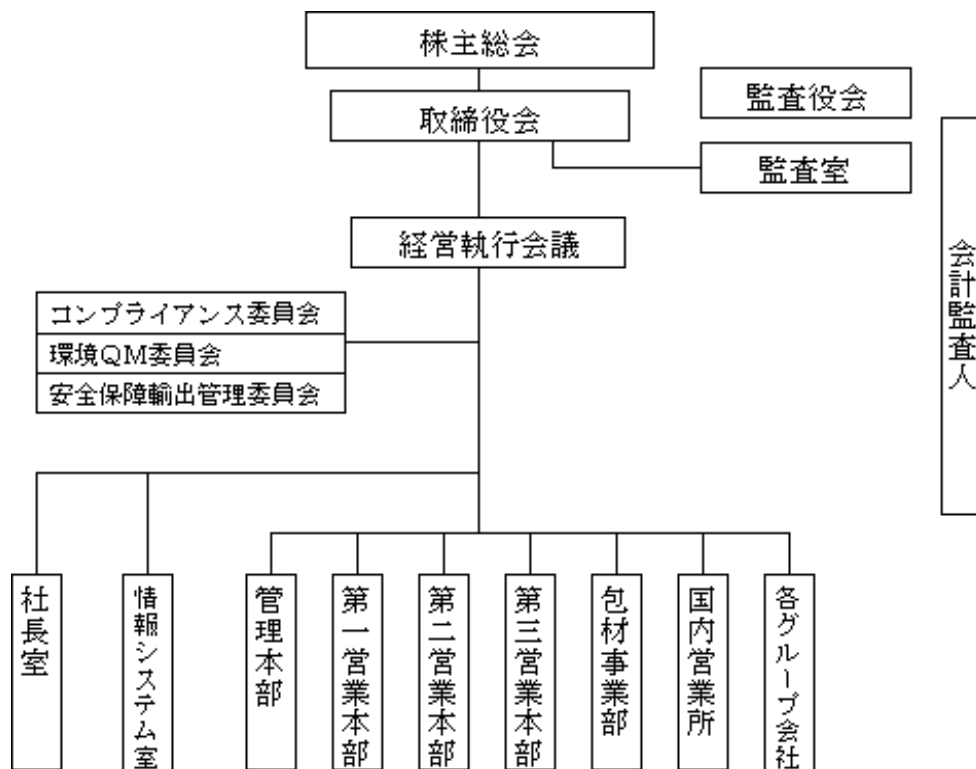 株主総会
取締役会
監査役会
監査室
経営執行会議
会計監査人
コンプライアンス委員会
環境QM委員会
安全保障輸出管理委員会
社長室
情報システム室
管理本部
第一営業本部
第二営業本部
第三営業本部
包材事業部
国内営業所
各グループ会社